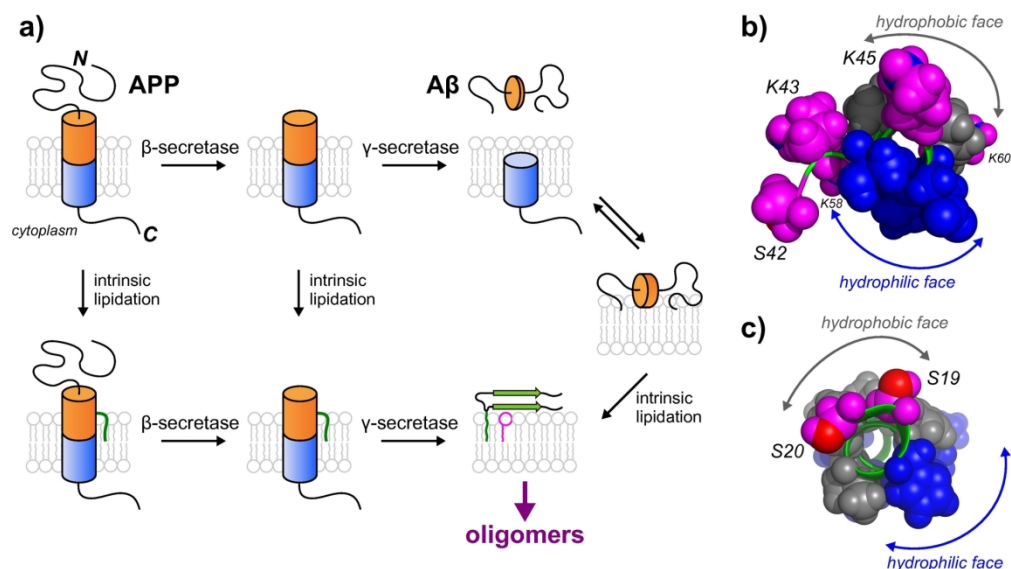 a)
N
APP
Aβ
β-secretase
γ-secretase
cytoplasm
C
intrinsic
lipidation
intrinsic
lipidation
intrinsic
lipidation
β-secretase
γ-secretase
oligomers
b)
hydrophobic face
K45
K43
K60
K58
S42
hydrophilic face
c)
hydrophobic face
S19
S20
hydrophilic face